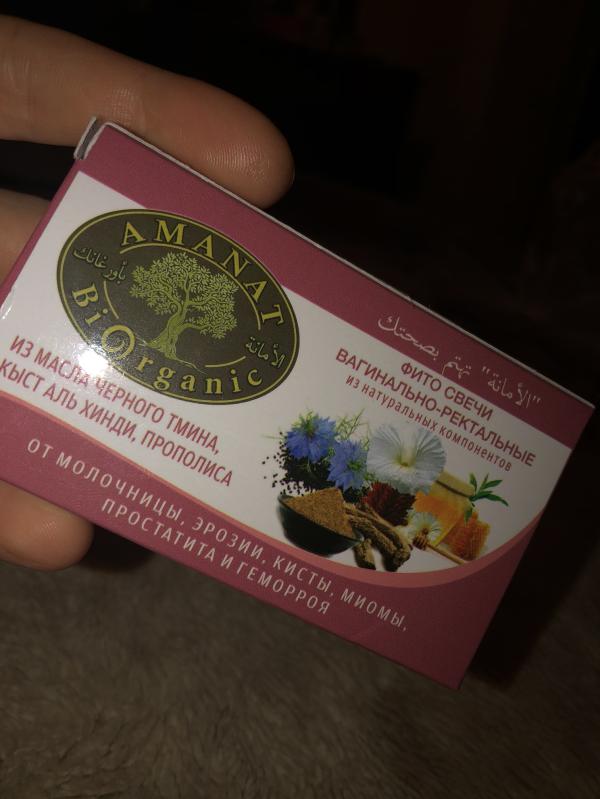 AMANAT
بأورغانك
الأمانة
BiOrganic
"الأمانة" تهتم بصحتك
ФИТО СВЕЧИ
ВАГИНАЛЬНО-РЕКТАЛЬНЫЕ
из натуральных компонентов
ИЗ МАСЛА ЧЕРНОГО ТМИНА,
КЫСТ АЛЬ ХИНДИ, ПРОПОЛИСА
ОТ МОЛОЧНИЦЫ, ЭРОЗИИ, КИСТЫ, МИОМЫ,
ПРОСТАТИТА И ГЕМОРРОЯ